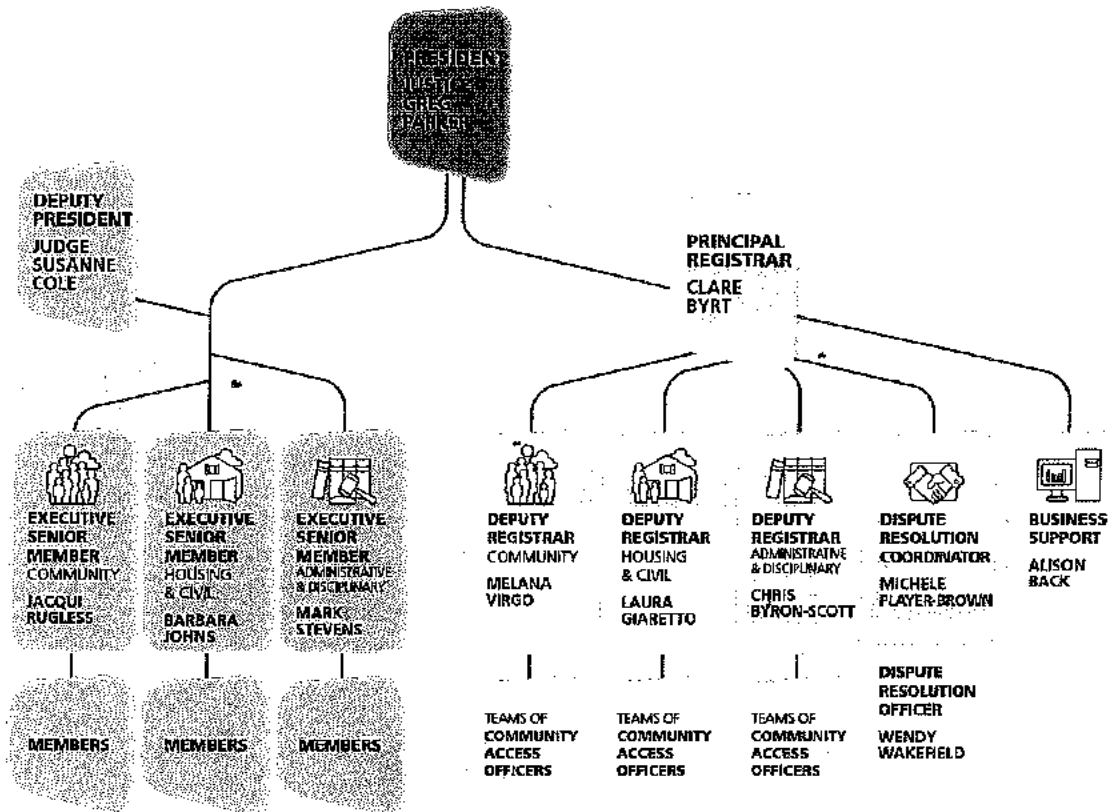 PRESIDENT
JUSTICE
GREG
PARKER
DEPUTY
PRESIDENT
JUDGE
SUSANNE
COLE
PRINCIPAL
REGISTRAR
CLARE
BYRT
EXECUTIVE
SENIOR
MEMBER
COMMUNITY
JACQUI
RUGLESS
EXECUTIVE
SENIOR
MEMBER
HOUSING
& CIVIL
BARBARA
JOHNS
EXECUTIVE
SENIOR
MEMBER
ADMINISTRATIVE
& DISCIPLINARY
MARK
STEVENS
DEPUTY
REGISTRAR
COMMUNITY
MELANA
VIRGO
DEPUTY
REGISTRAR
HOUSING
& CIVIL
LAURA
GIARETTO
DEPUTY
REGISTRAR
ADMINISTRATIVE
& DISCIPLINARY
CHRIS
BYRON-SCOTT
DISPUTE
RESOLUTION
COORDINATOR
MICHELE
PLAYER-BROWN
BUSINESS
SUPPORT
ALISON
BACK
MEMBERS
MEMBERS
MEMBERS
TEAMS OF
COMMUNITY
ACCESS
OFFICERS
TEAMS OF
COMMUNITY
ACCESS
OFFICERS
TEAMS OF
COMMUNITY
ACCESS
OFFICERS
DISPUTE
RESOLUTION
OFFICER
WENDY
WAKEFIELD